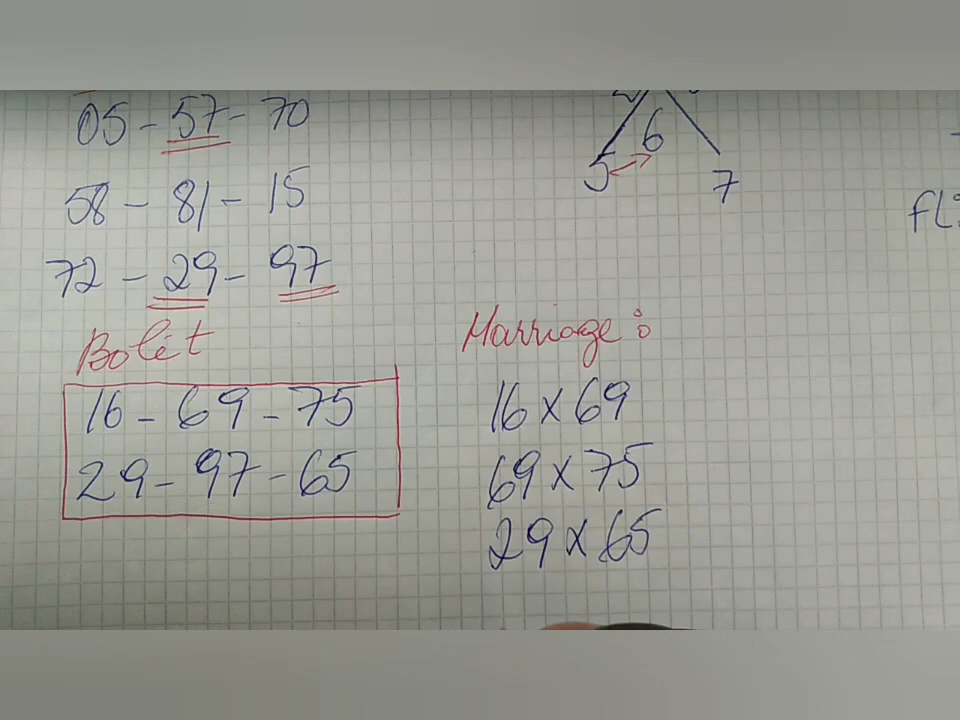 05 - 57 - 70
58 - 81 - 15
72 - 29 - 97
6
5
7
Bolèt
16 - 69 - 75
29 - 97 - 65
Marriage :
16 x 69
69 x 75
29 x 65